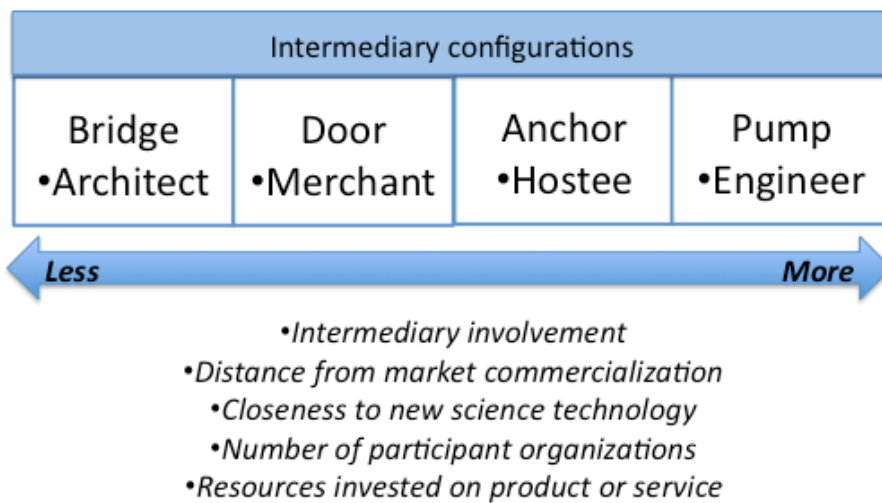 Intermediary configurations
Bridge
•Architect
Door
•Merchant
Anchor
•Hostee
Pump
•Engineer
Less
More
•Intermediary involvement
•Distance from market commercialization
•Closeness to new science technology
•Number of participant organizations
•Resources invested on product or service